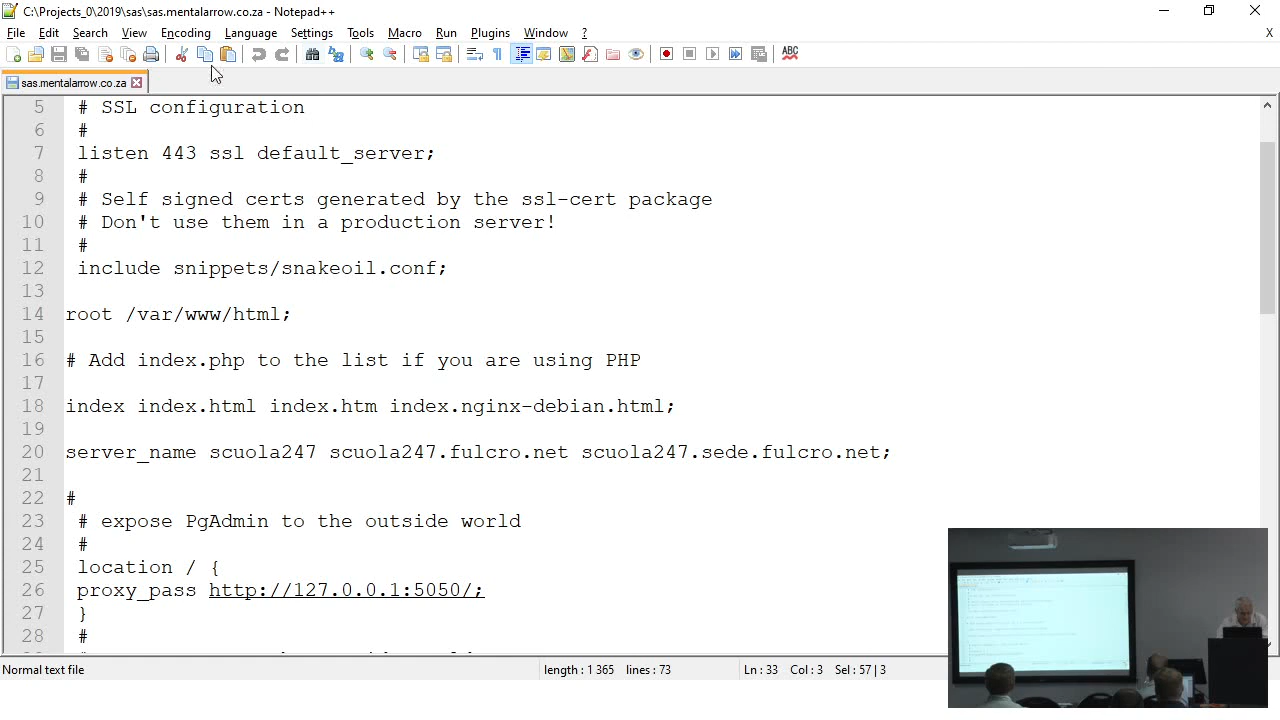 C:\Projects_0\2019\sas\sas.mentalarrow.co.za - Notepad++
File Edit Search View Encoding Language Settings Tools Macro Run Plugins Window ? X
ABC
sas.mentalarrow.co.za
5 # SSL configuration
6 #
7 listen 443 ssl default_server;
8 #
9 # Self signed certs generated by the ssl-cert package
10 # Don't use them in a production server!
11 #
12 include snippets/snakeoil.conf;
13
14 root /var/www/html;
15
16 # Add index.php to the list if you are using PHP
17
18 index index.html index.htm index.nginx-debian.html;
19
20 server_name scuola247 scuola247.fulcro.net scuola247.sede.fulcro.net;
21
22 #
23 # expose PgAdmin to the outside world
24 #
25 location / {
26 proxy_pass http://127.0.0.1:5050/;
27 }
28 #
Normal text file length : 1 365 lines : 73 Ln : 33 Col : 3 Sel : 57 | 3